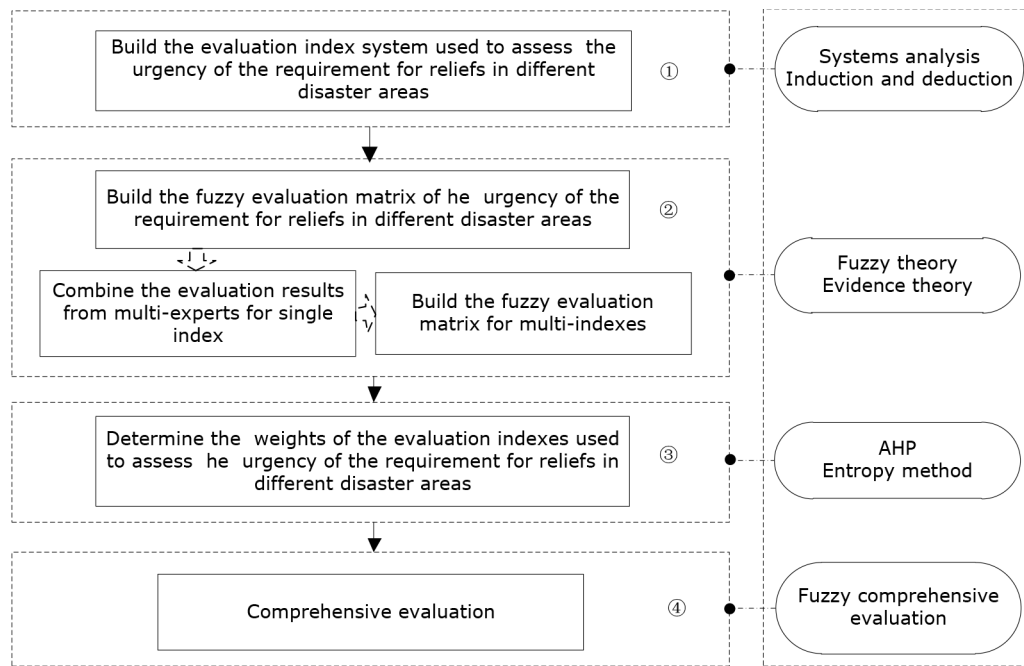 Build the evaluation index system used to assess the
urgency of the requirement for reliefs in different
disaster areas
①
Systems analysis
Induction and deduction
Build the fuzzy evaluation matrix of he urgency of the
requirement for reliefs in different disaster areas
②
Combine the evaluation results
from multi-experts for single
index
Build the fuzzy evaluation
matrix for multi-indexes
Fuzzy theory
Evidence theory
Determine the weights of the evaluation indexes used
to assess he urgency of the requirement for reliefs in
different disaster areas
③
AHP
Entropy method
Comprehensive evaluation
④
Fuzzy comprehensive
evaluation